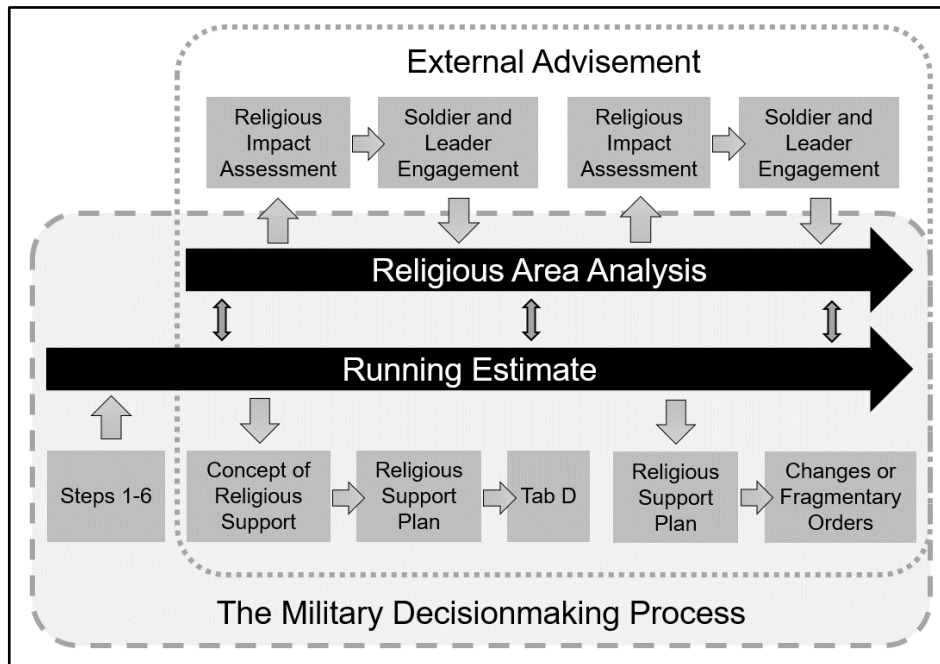 External Advisement
Religious
Impact
Assessment
Soldier and
Leader
Engagement
Religious
Impact
Assessment
Soldier and
Leader
Engagement
Religious Area Analysis
Running Estimate
Steps 1-6
Concept of
Religious
Support
Religious
Support
Plan
Tab D
Religious
Support
Plan
Changes or
Fragmentary
Orders
The Military Decisionmaking Process